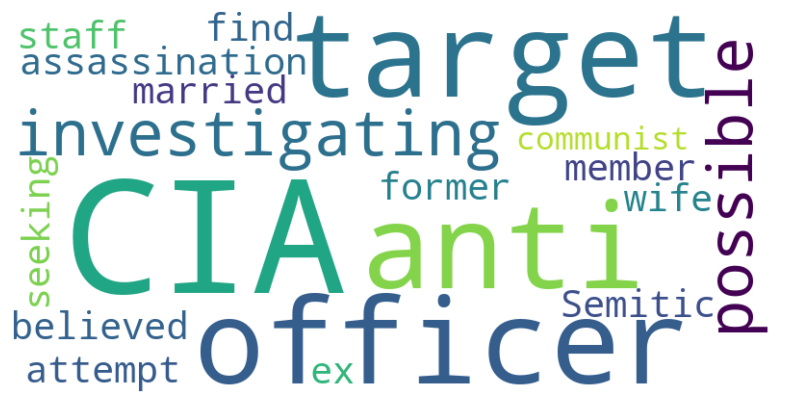 staff
find
target
assassination
married
possible
investigating
communist
member
seeking
former
wife
CIA
anti
Semitic
believed
officer
attempt
ex